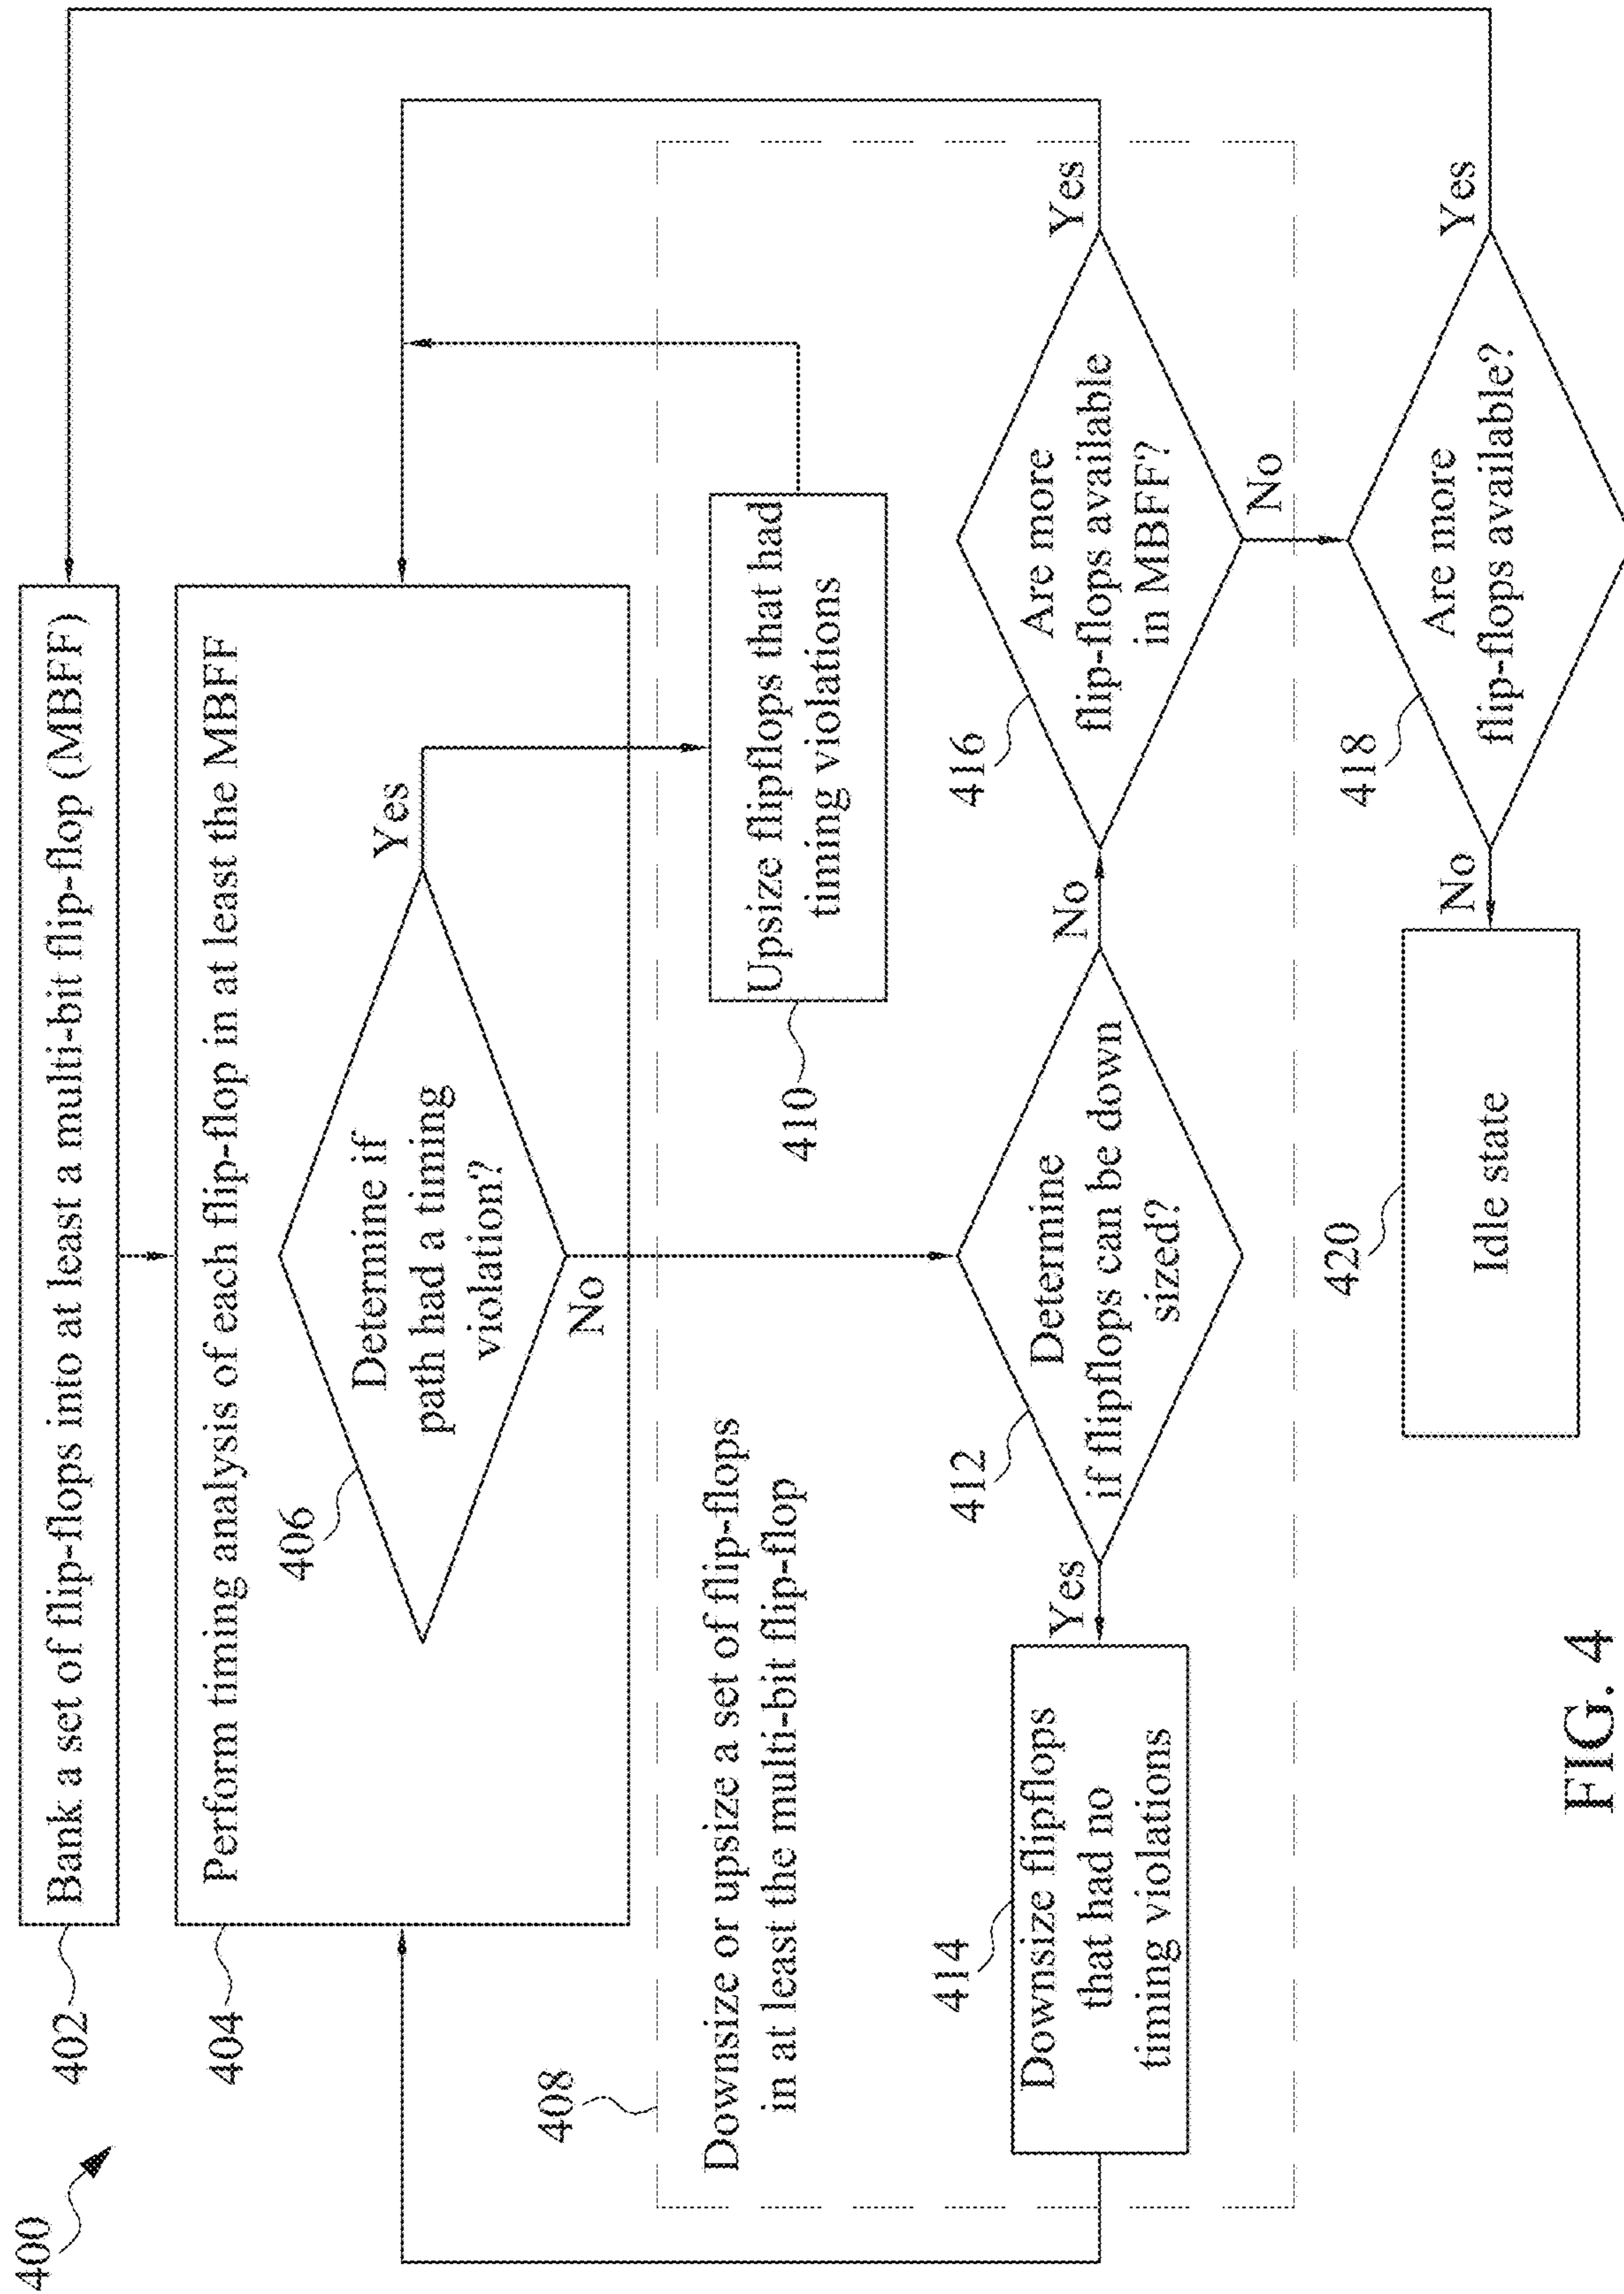 400
402
Bank a set of flip-flops into at least a multi-bit flip-flop (MBFF)
404
Perform timing analysis of each flip-flop in at least the MBFF
406
Determine if
path had a timing
violation?
Yes
No
408
Downsize or upsize a set of flip-flops
in at least the multi-bit flip-flop
410
Upsize flipflops that had
timing violations
412
Determine
if flipflops can be down
sized?
Yes
No
414
Downsize flipflops
that had no
timing violations
416
Are more
flip-flops available
in MBFF?
Yes
No
418
Are more
flip-flops available?
Yes
No
420
Idle state
FIG. 4